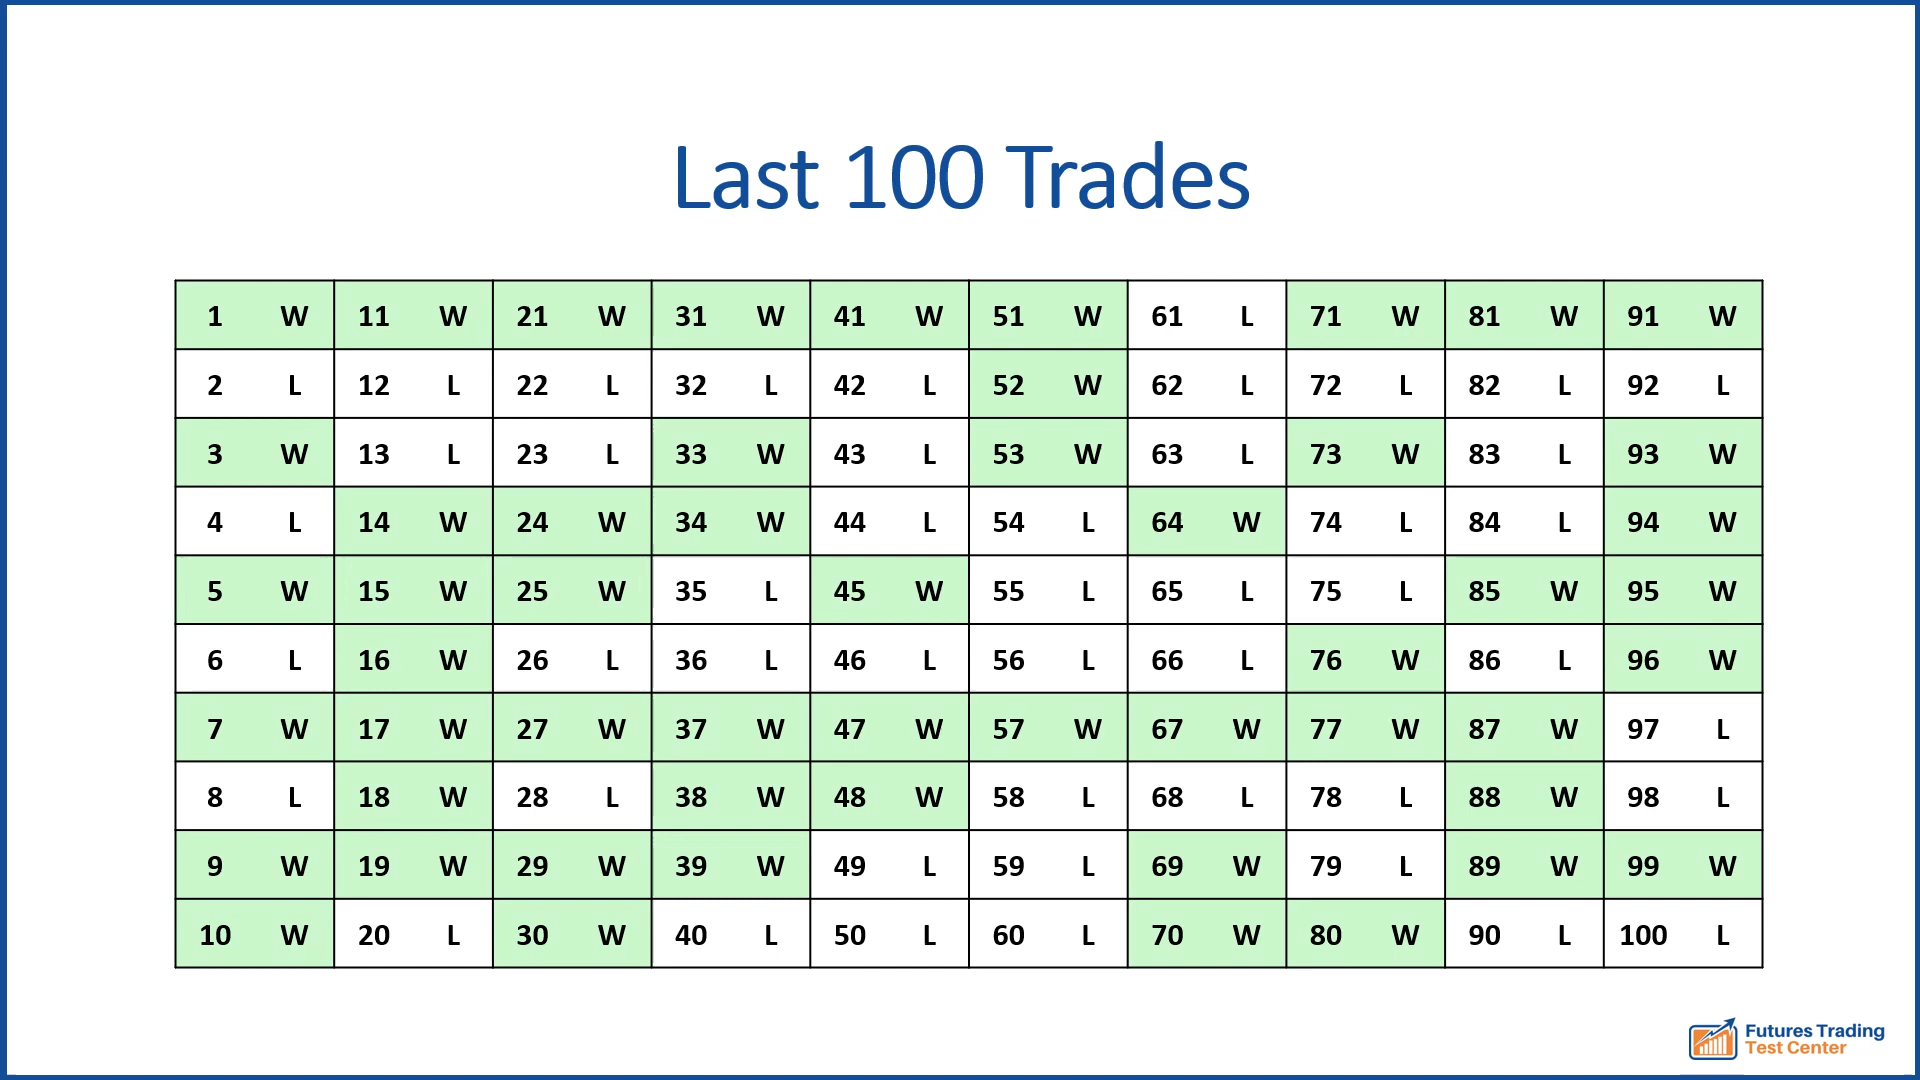 Last 100 Trades
1 W 11 W 21 W 31 W 41 W 51 W 61 L 71 W 81 W 91 W
2 L 12 L 22 L 32 L 42 L 52 W 62 L 72 L 82 L 92 L
3 W 13 L 23 L 33 W 43 L 53 W 63 L 73 W 83 L 93 W
4 L 14 W 24 W 34 W 44 L 54 L 64 W 74 L 84 L 94 W
5 W 15 W 25 W 35 L 45 W 55 L 65 L 75 L 85 W 95 W
6 L 16 W 26 L 36 L 46 L 56 L 66 L 76 W 86 L 96 W
7 W 17 W 27 W 37 W 47 W 57 W 67 W 77 W 87 W 97 L
8 L 18 W 28 L 38 W 48 W 58 L 68 L 78 L 88 W 98 L
9 W 19 W 29 W 39 W 49 L 59 L 69 W 79 L 89 W 99 W
10 W 20 L 30 W 40 L 50 L 60 L 70 W 80 W 90 L 100 L
Futures Trading
Test Center